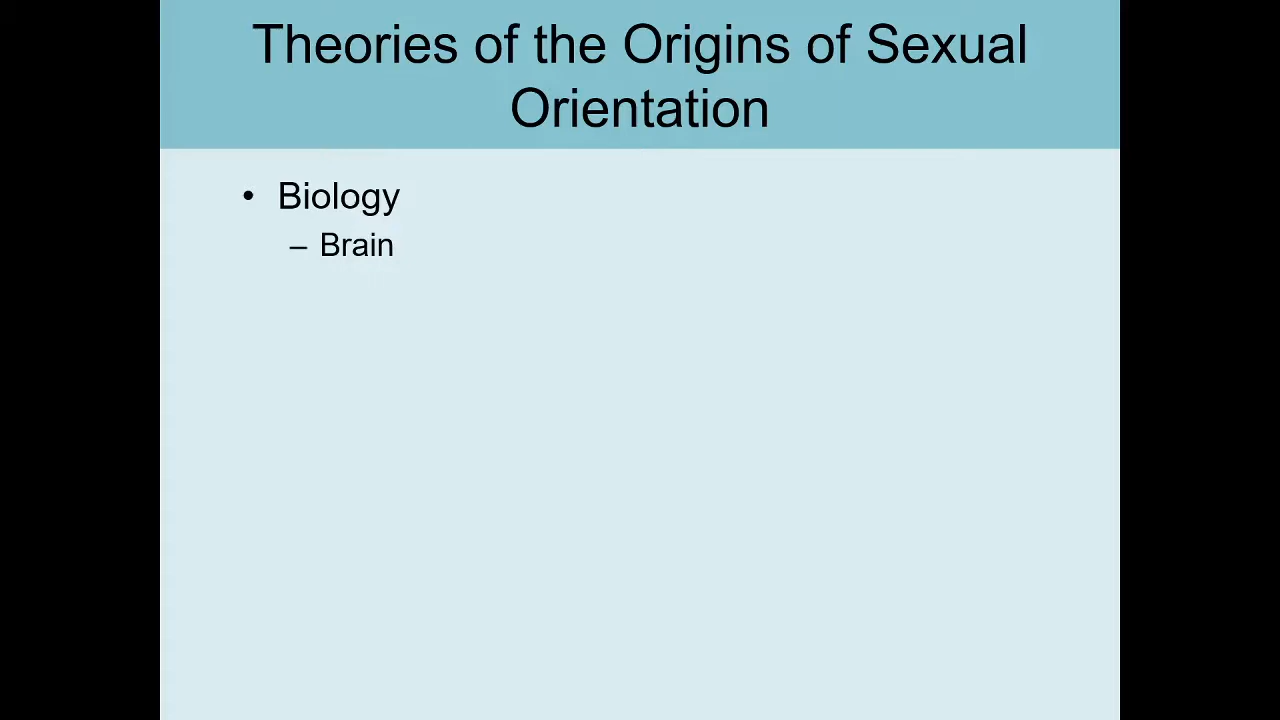 Theories of the Origins of Sexual
Orientation
• Biology
– Brain